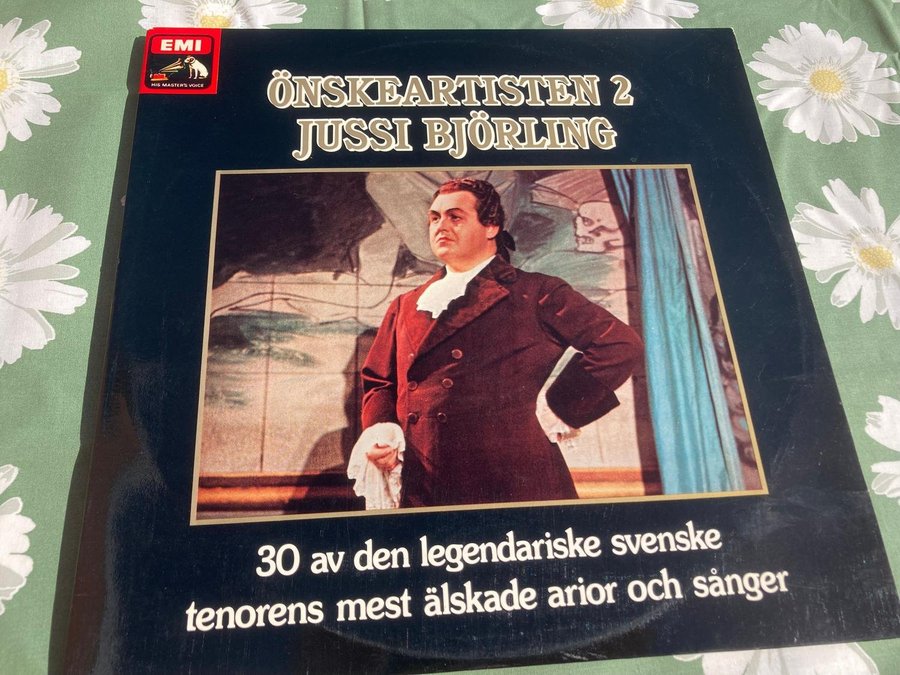 EMI
HIS MASTER'S VOICE
ÖNSKEARTISTEN 2
JUSSI BJÖRLING
30 av den legendariske svenske
tenorens mest älskade arior och sånger